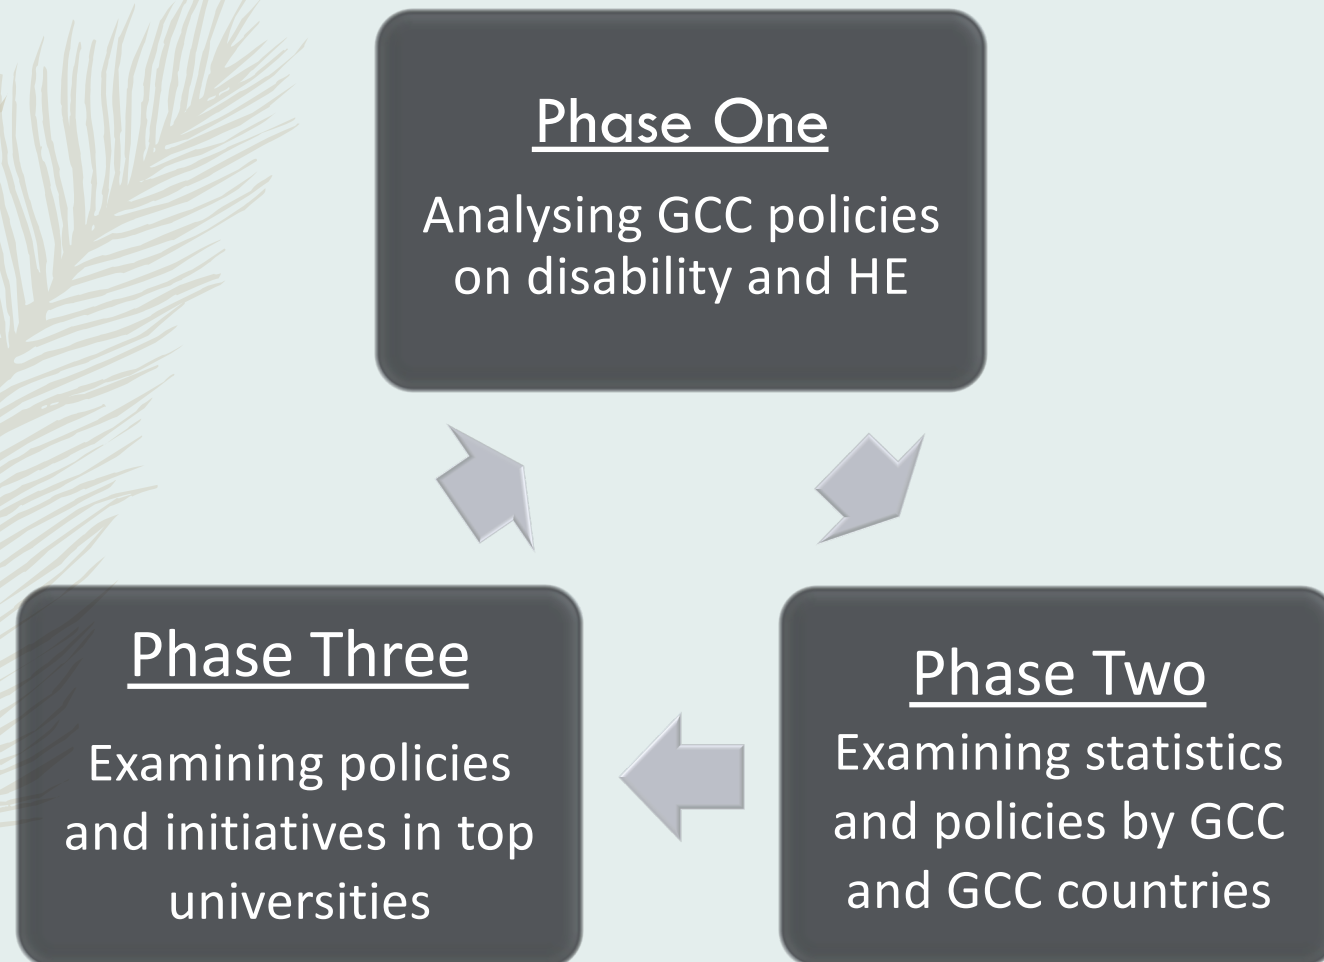 Phase One
Analysing GCC policies
on disability and HE
Phase Two
Examining statistics
and policies by GCC
and GCC countries
Phase Three
Examining policies
and initiatives in top
universities